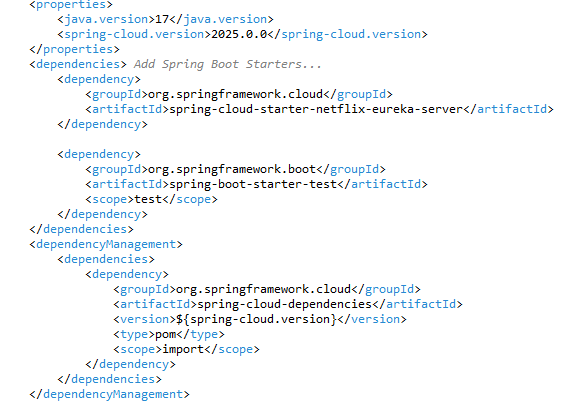 <properties>
<java.version>17</java.version>
<spring-cloud.version>2025.0.0</spring-cloud.version>
</properties>
<dependencies> Add Spring Boot Starters...
<dependency>
<groupId>org.springframework.cloud</groupId>
<artifactId>spring-cloud-starter-netflix-eureka-server</artifactId>
</dependency>
<dependency>
<groupId>org.springframework.boot</groupId>
<artifactId>spring-boot-starter-test</artifactId>
<scope>test</scope>
</dependency>
</dependencies>
<dependencyManagement>
<dependencies>
<dependency>
<groupId>org.springframework.cloud</groupId>
<artifactId>spring-cloud-dependencies</artifactId>
<version>${spring-cloud.version}</version>
<type>pom</type>
<scope>import</scope>
</dependency>
</dependencies>
</dependencyManagement>